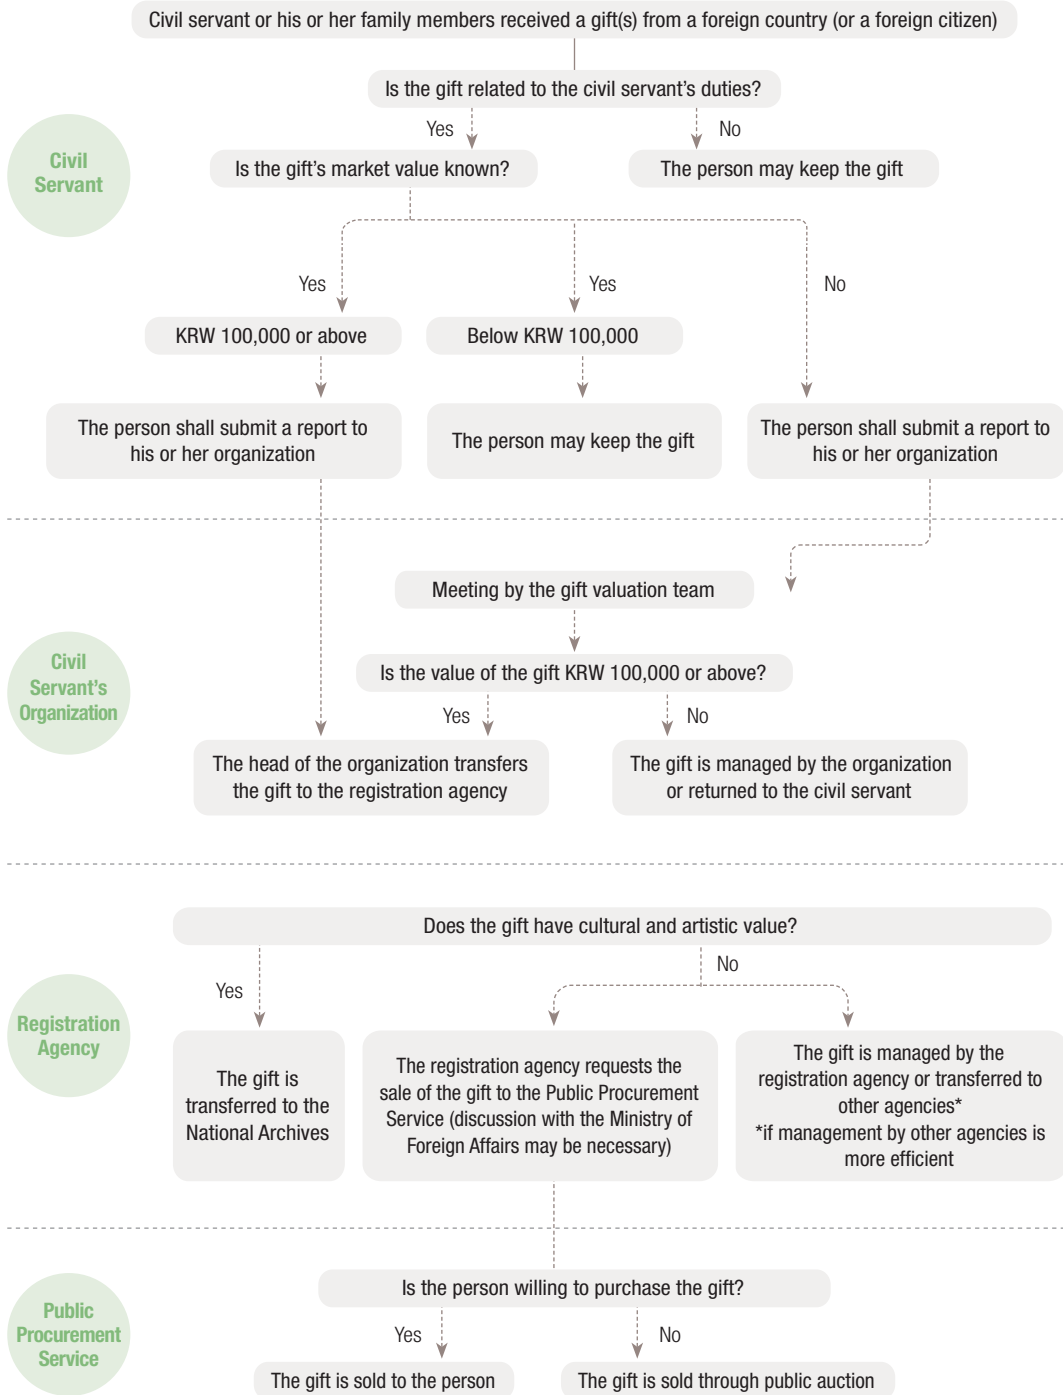 Civil servant or his or her family members received a gift(s) from a foreign country (or a foreign citizen)
Is the gift related to the civil servant's duties?
Yes
No
Civil
Servant
Is the gift's market value known?
The person may keep the gift
Yes
Yes
No
KRW 100,000 or above
Below KRW 100,000
The person shall submit a report to
his or her organization
The person may keep the gift
The person shall submit a report to
his or her organization
Meeting by the gift valuation team
Civil
Servant's
Organization
Is the value of the gift KRW 100,000 or above?
Yes
No
The head of the organization transfers
the gift to the registration agency
The gift is managed by the organization
or returned to the civil servant
Does the gift have cultural and artistic value?
Yes
No
Registration
Agency
The gift is
transferred to the
National Archives
The registration agency requests the
sale of the gift to the Public Procurement
Service (discussion with the Ministry of
Foreign Affairs may be necessary)
The gift is managed by the
registration agency or transferred to
other agencies*
*if management by other agencies is
more efficient
Is the person willing to purchase the gift?
Public
Procurement
Service
Yes
No
The gift is sold to the person
The gift is sold through public auction